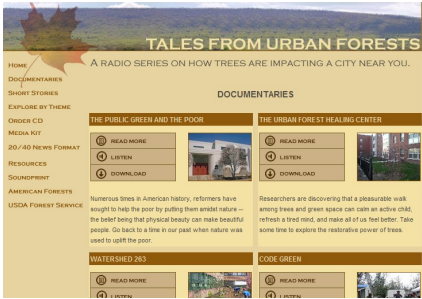 TALES FROM URBAN FORESTS
A RADIO SERIES ON HOW TREES ARE IMPACTING A CITY NEAR YOU.
HOME
DOCUMENTARIES
SHORT STORIES
EXPLORE BY THEME
ORDER CD
MEDIA KIT
20/40 NEWS FORMAT
RESOURCES
SOUNDPRINT
AMERICAN FORESTS
USDA FOREST SERVICE
DOCUMENTARIES
THE PUBLIC GREEN AND THE POOR
READ MORE
LISTEN
DOWNLOAD
Numerous times in American history, reformers have
sought to help the poor by putting them amidst nature --
the belief being that physical beauty can make beautiful
people. Go back to a time in our past when nature was
used to uplift the poor.
THE URBAN FOREST HEALING CENTER
READ MORE
LISTEN
DOWNLOAD
Researchers are discovering that a pleasurable walk
among trees and green space can calm an active child,
refresh a tired mind, and make all of us feel better. Take
some time to explore the restorative power of trees.
WATERSHED 263
READ MORE
LISTEN
CODE GREEN
READ MORE
LISTEN